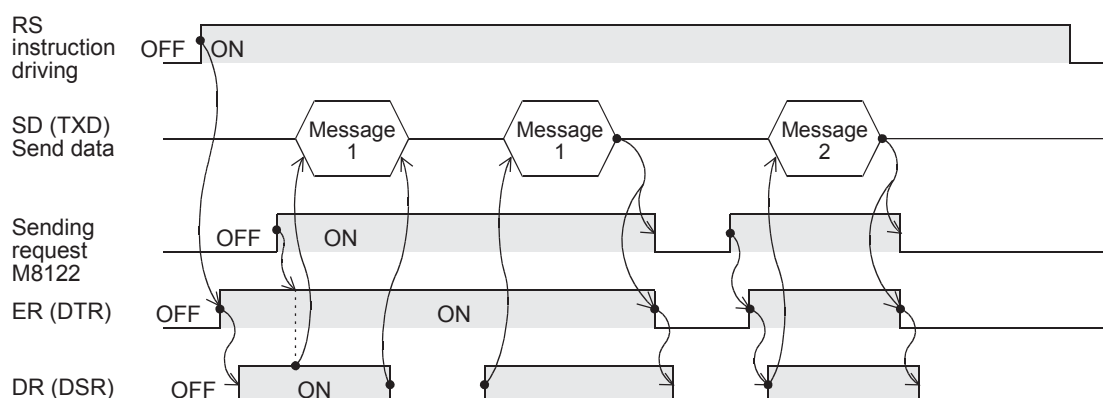 RS
instruction
driving
OFF ON
SD (TXD)
Send data
Message
1
Message
1
Message
2
Sending
request
M8122
OFF ON
ER (DTR)
OFF ON
DR (DSR)
OFF ON